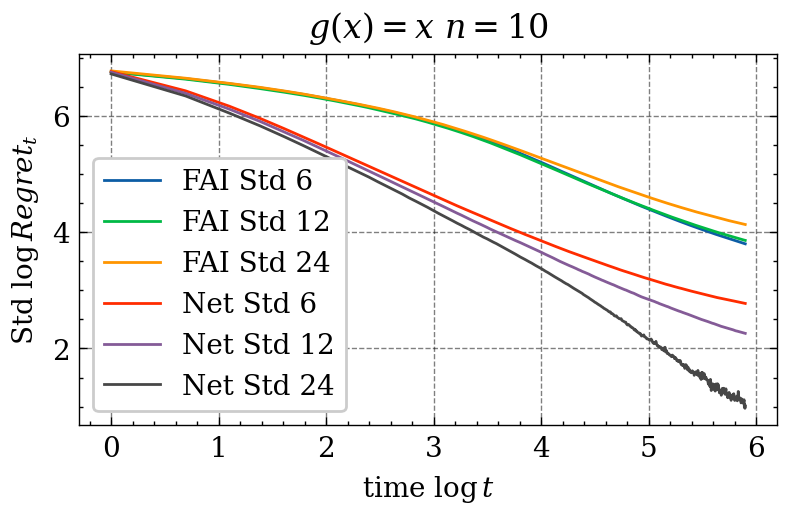 g(x) = x n = 10
Std log Regret_t
6
4
2
FAI Std 6
FAI Std 12
FAI Std 24
Net Std 6
Net Std 12
Net Std 24
0 1 2 3 4 5 6
time log t